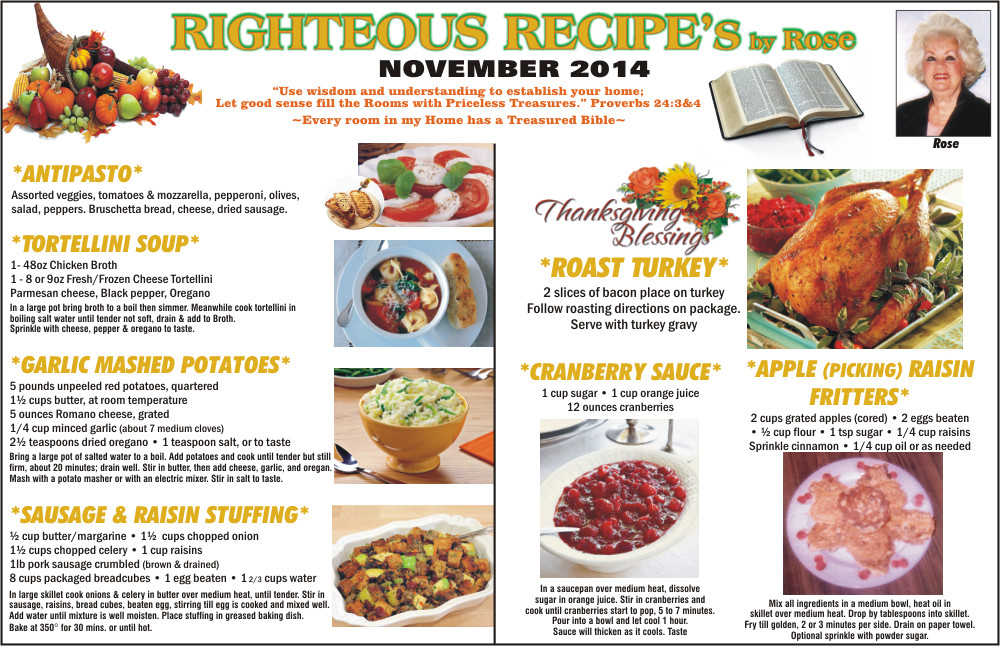 RIGHTEOUS RECIPE's by Rose
NOVEMBER 2014
"Use wisdom and understanding to establish your home;
Let good sense fill the Rooms with Priceless Treasures." Proverbs 24:3&4
~Every room in my Home has a Treasured Bible~
Rose
*ANTIPASTO*
Assorted veggies, tomatoes & mozzarella, pepperoni, olives,
salad, peppers. Bruschetta bread, cheese, dried sausage.
*TORTELLINI SOUP*
1- 48oz Chicken Broth
1 - 8 or 9oz Fresh/Frozen Cheese Tortellini
Parmesan cheese, Black pepper, Oregano
In a large pot bring broth to a boil then simmer. Meanwhile cook tortellini in
boiling salt water until tender not soft, drain & add to Broth.
Sprinkle with cheese, pepper & oregano to taste.
*GARLIC MASHED POTATOES*
5 pounds unpeeled red potatoes, quartered
1½ cups butter, at room temperature
5 ounces Romano cheese, grated
1/4 cup minced garlic (about 7 medium cloves)
2½ teaspoons dried oregano • 1 teaspoon salt, or to taste
Bring a large pot of salted water to a boil. Add potatoes and cook until tender but still
firm, about 20 minutes; drain well. Stir in butter, then add cheese, garlic, and oregan.
Mash with a potato masher or with an electric mixer. Stir in salt to taste.
*SAUSAGE & RAISIN STUFFING*
½ cup butter/margarine • 1½ cups chopped onion
1½ cups chopped celery • 1 cup raisins
1lb pork sausage crumbled (brown & drained)
8 cups packaged breadcubes • 1 egg beaten • 1 2/3 cups water
In large skillet cook onions & celery in butter over medium heat, until tender. Stir in
sausage, raisins, bread cubes, beaten egg, stirring till egg is cooked and mixed well.
Add water until mixture is well moisten. Place stuffing in greased baking dish.
Bake at 350° for 30 mins. or until hot.
Thanksgiving
Blessings
*ROAST TURKEY*
2 slices of bacon place on turkey
Follow roasting directions on package.
Serve with turkey gravy
*CRANBERRY SAUCE*
1 cup sugar • 1 cup orange juice
12 ounces cranberries
In a saucepan over medium heat, dissolve
sugar in orange juice. Stir in cranberries and
cook until cranberries start to pop, 5 to 7 minutes.
Pour into a bowl and let cool 1 hour.
Sauce will thicken as it cools. Taste
*APPLE (PICKING) RAISIN
FRITTERS*
2 cups grated apples (cored) • 2 eggs beaten
• ½ cup flour • 1 tsp sugar • 1/4 cup raisins
Sprinkle cinnamon • 1/4 cup oil or as needed
Mix all ingredients in a medium bowl, heat oil in
skillet over medium heat. Drop by tablespoons into skillet.
Fry till golden, 2 or 3 minutes per side. Drain on paper towel.
Optional sprinkle with powder sugar.